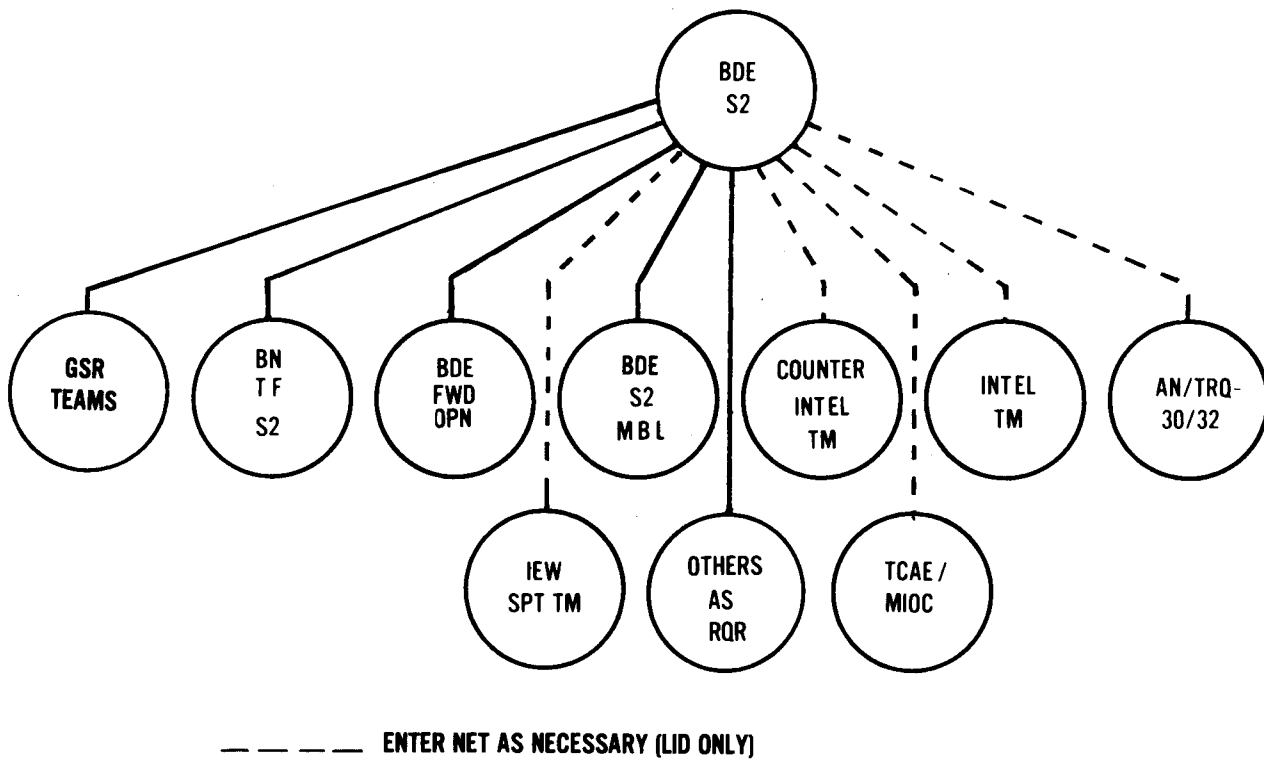 BDE
S2
GSR
TEAMS
BN
TF
S2
BDE
FWD
OPN
BDE
S2
MBL
COUNTER
INTEL
TM
INTEL
TM
AN/TRQ-
30/32
IEW
SPT TM
OTHERS
AS
RQR
TCAE/
MIOC
ENTER NET AS NECESSARY (LID ONLY)